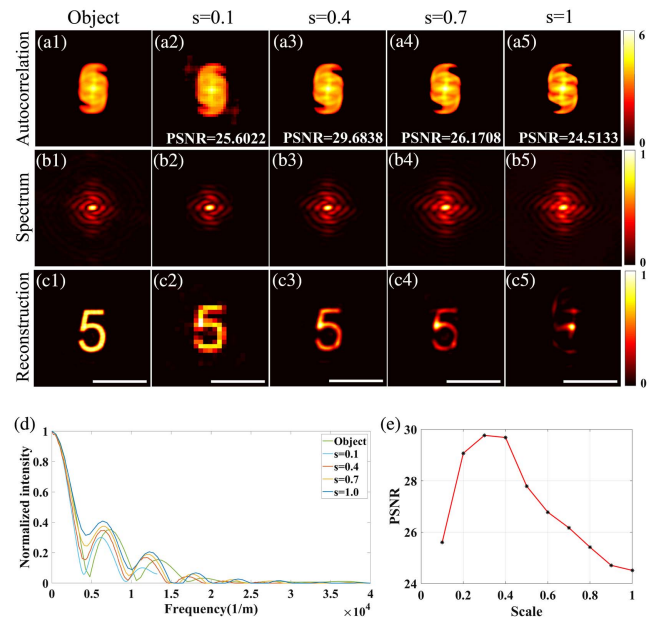 Object s=0.1 s=0.4 s=0.7 s=1
Autocorrelation
(a1) (a2) (a3) (a4) (a5)
PSNR=25.6022 PSNR=29.6838 PSNR=26.1708 PSNR=24.5133
6
0
Spectrum
(b1) (b2) (b3) (b4) (b5)
1
0
Reconstruction
(c1) (c2) (c3) (c4) (c5)
5 5 5 5
1
0
(d)
Normalized intensity
1
0.8
0.6
0.4
0.2
0
0 0.5 1 1.5 2 2.5 3 3.5 4
Frequency(1/m)
×10⁴
Object
s=0.1
s=0.4
s=0.7
s=1.0
(e)
PSNR
30
28
26
24
0.2 0.4 0.6 0.8 1
Scale